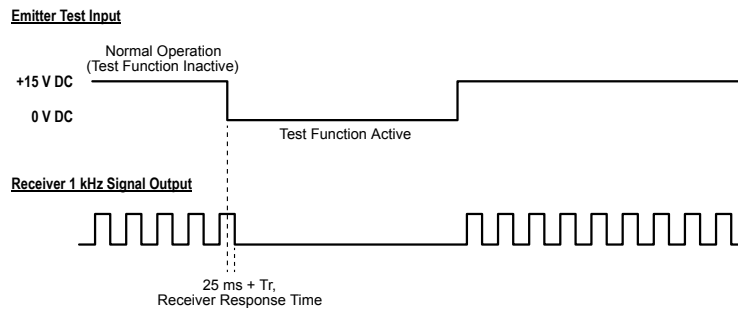 Emitter Test Input
Normal Operation
(Test Function Inactive)
+15 V DC
0 V DC
Test Function Active
Receiver 1 kHz Signal Output
25 ms + Tr,
Receiver Response Time